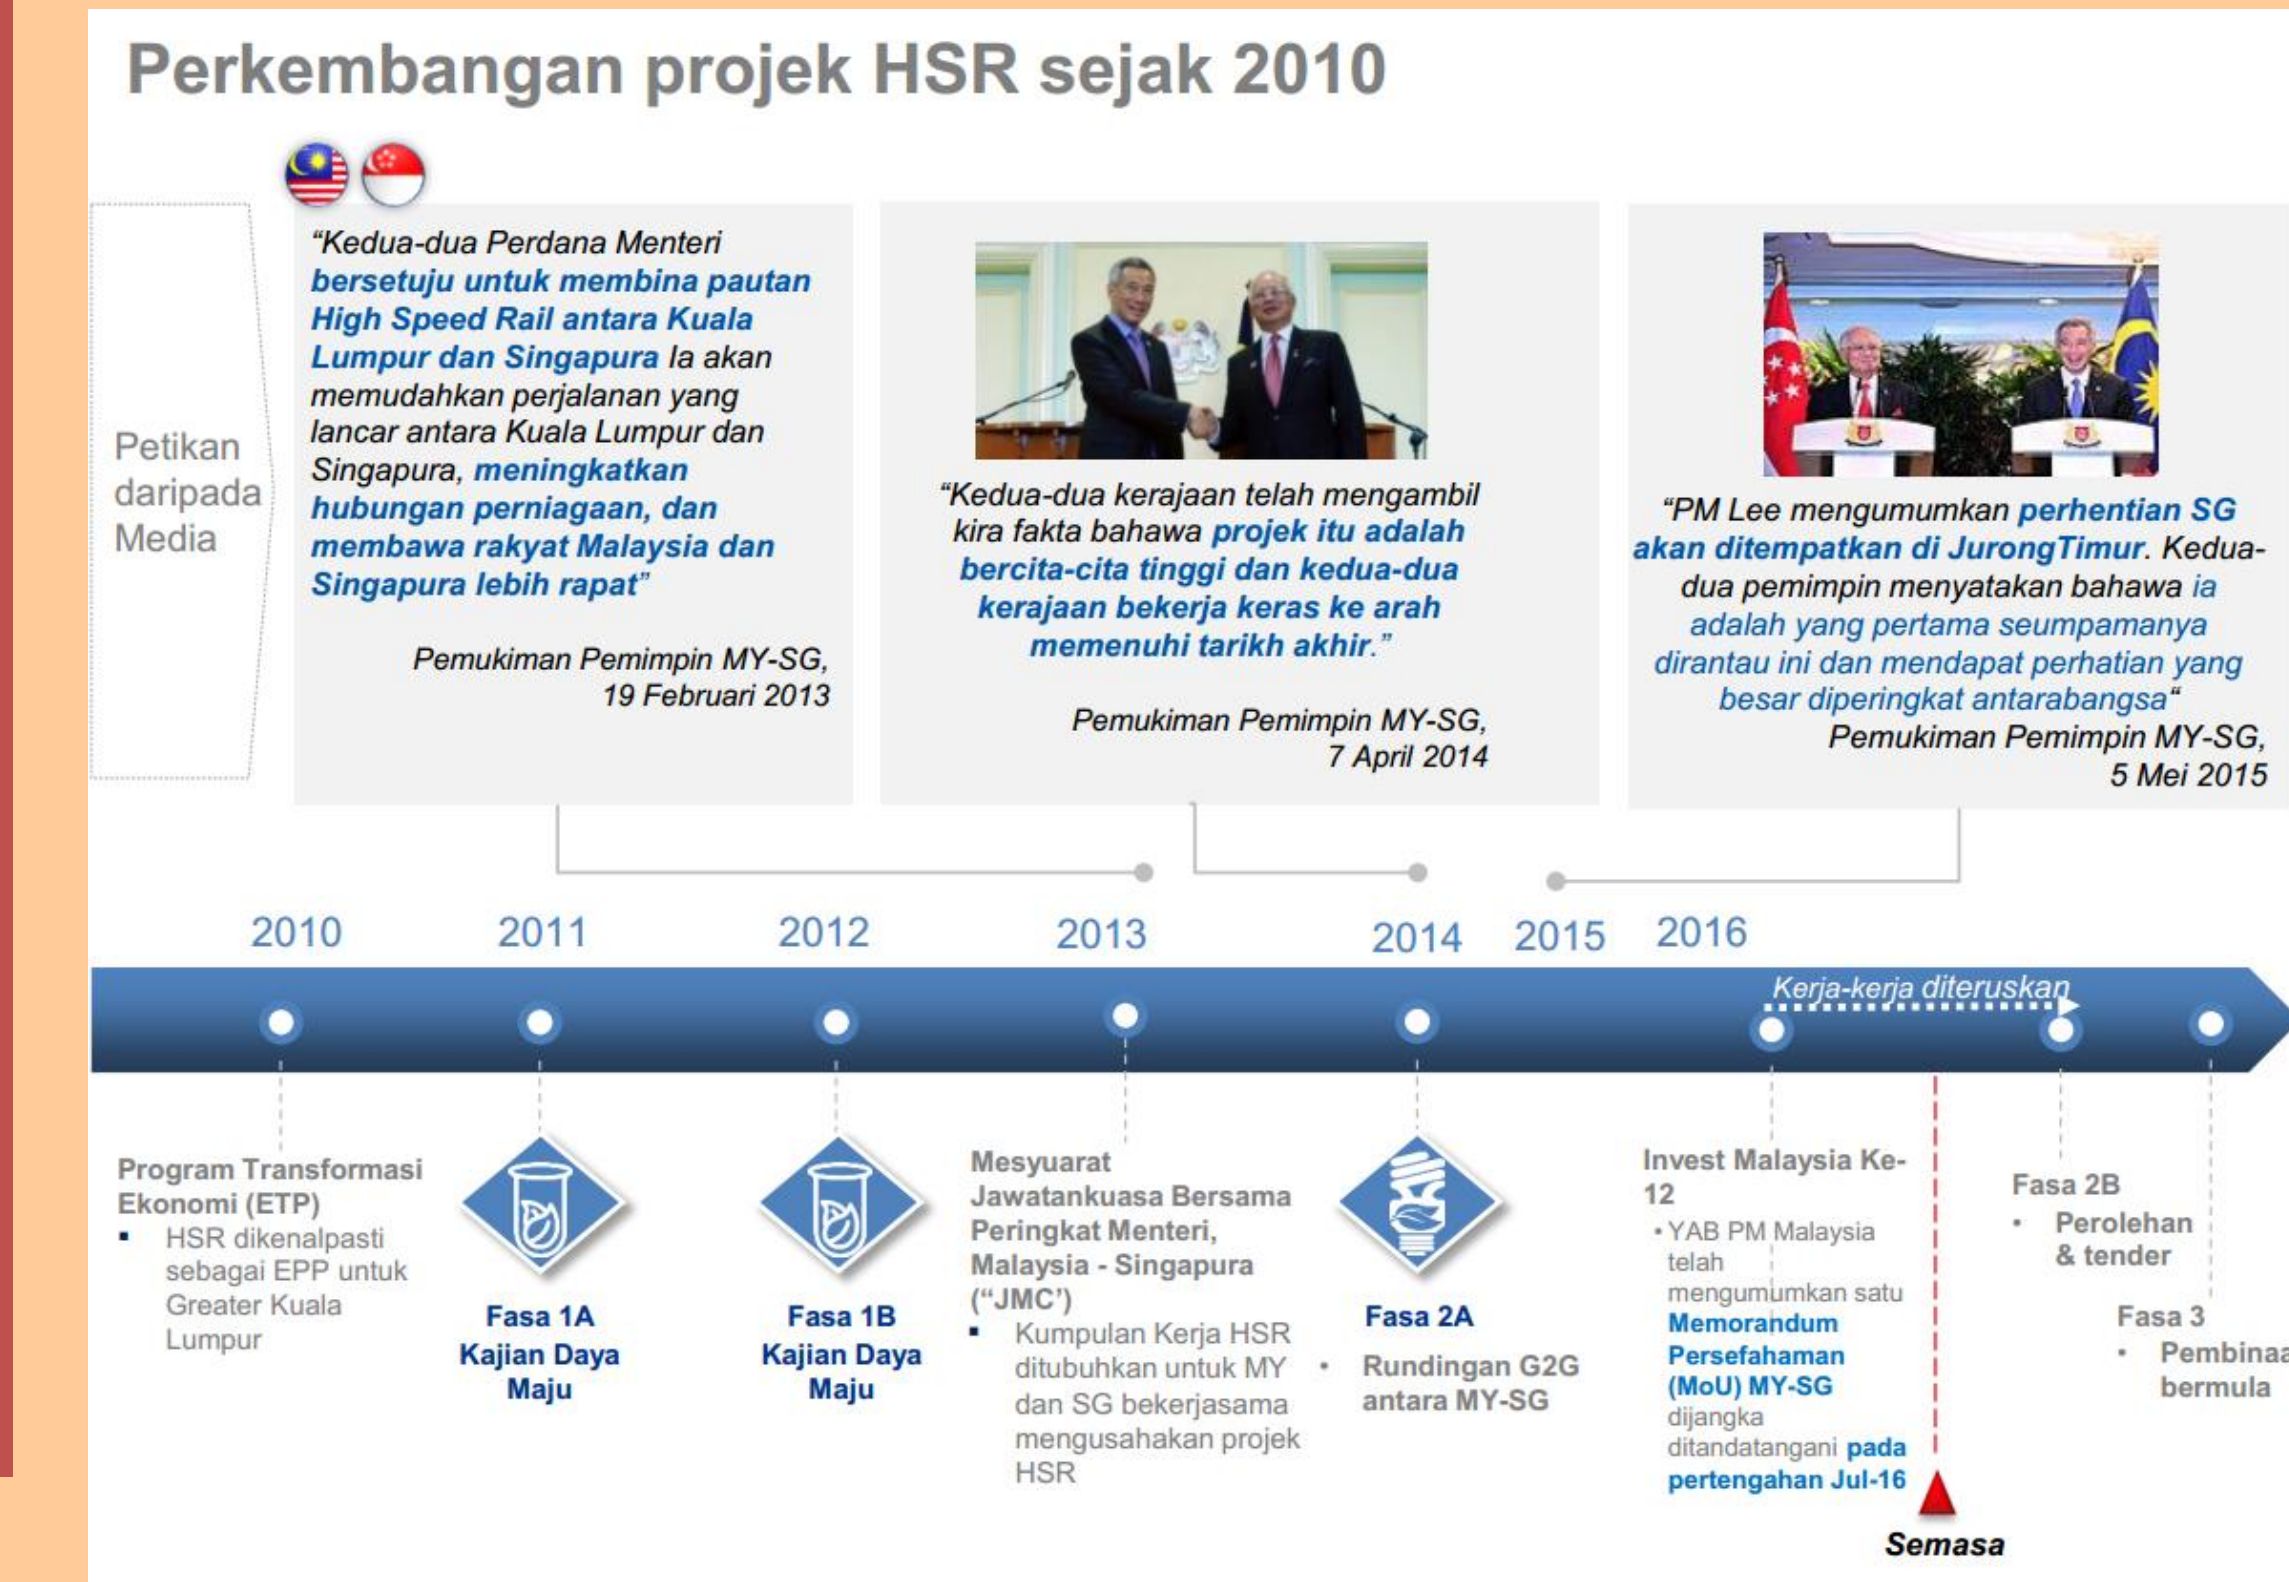 Perkembangan projek HSR sejak 2010
Petikan
daripada
Media
“Kedua-dua Perdana Menteri
bersetuju untuk membina pautan
High Speed Rail antara Kuala
Lumpur dan Singapura Ia akan
memudahkan perjalanan yang
lancar antara Kuala Lumpur dan
Singapura, meningkatkan
hubungan perniagaan, dan
membawa rakyat Malaysia dan
Singapura lebih rapat”
Pemukiman Pemimpin MY-SG,
19 Februari 2013
“Kedua-dua kerajaan telah mengambil
kira fakta bahawa projek itu adalah
bercita-cita tinggi dan kedua-dua
kerajaan bekerja keras ke arah
memenuhi tarikh akhir.”
Pemukiman Pemimpin MY-SG,
7 April 2014
“PM Lee mengumumkan perhentian SG
akan ditempatkan di JurongTimur. Kedua-
dua pemimpin menyatakan bahawa ia
adalah yang pertama seumpamanya
dirantau ini dan mendapat perhatian yang
besar diperingkat antarabangsa“
Pemukiman Pemimpin MY-SG,
5 Mei 2015
2010 2011 2012 2013 2014 2015 2016
Kerja-kerja diteruskan
Program Transformasi
Ekonomi (ETP)
▪ HSR dikenalpasti
sebagai EPP untuk
Greater Kuala
Lumpur
Fasa 1A
Kajian Daya
Maju
Fasa 1B
Kajian Daya
Maju
Mesyuarat
Jawatankuasa Bersama
Peringkat Menteri,
Malaysia - Singapura
(“JMC’)
▪ Kumpulan Kerja HSR
ditubuhkan untuk MY
dan SG bekerjasama
mengusahakan projek
HSR
Fasa 2A
• Rundingan G2G
antara MY-SG
Invest Malaysia Ke-
12
• YAB PM Malaysia
telah
mengumumkan satu
Memorandum
Persefahaman
(MoU) MY-SG
dijangka
ditandatangani pada
pertengahan Jul-16
Semasa
Fasa 2B
• Perolehan
& tender
Fasa 3
• Pembinaa
bermula